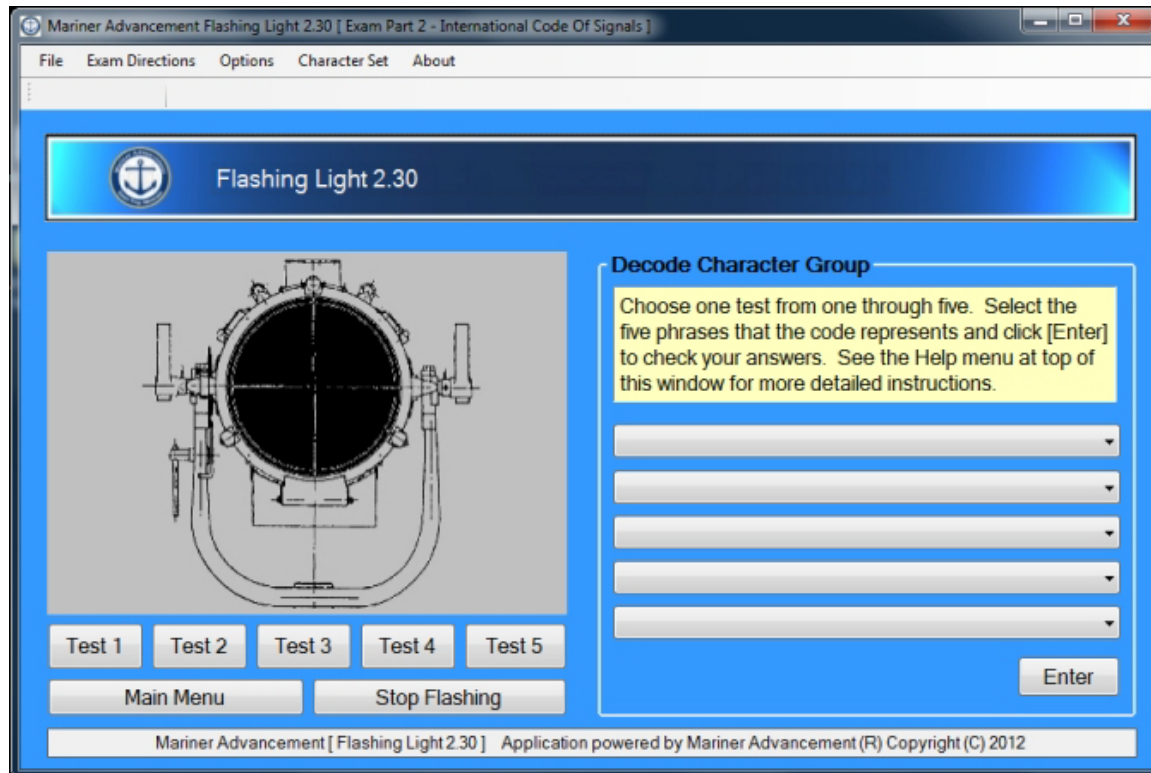 Mariner Advancement Flashing Light 2.30 [ Exam Part 2 - International Code Of Signals ]
File Exam Directions Options Character Set About
Flashing Light 2.30
Decode Character Group
Choose one test from one through five. Select the
five phrases that the code represents and click [Enter]
to check your answers. See the Help menu at top of
this window for more detailed instructions.
Test 1 Test 2 Test 3 Test 4 Test 5
Enter
Main Menu Stop Flashing
Mariner Advancement [ Flashing Light 2.30 ] Application powered by Mariner Advancement (R) Copyright (C) 2012